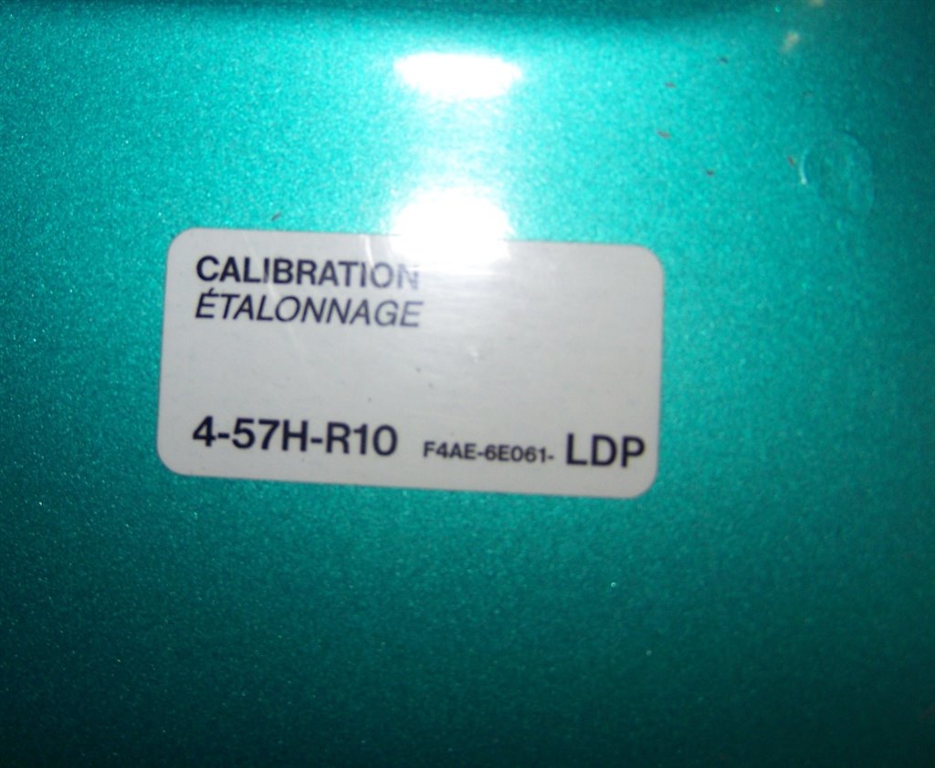 CALIBRATION
ÉTALONNAGE
4-57H-R10 F4AE-6E061- LDP